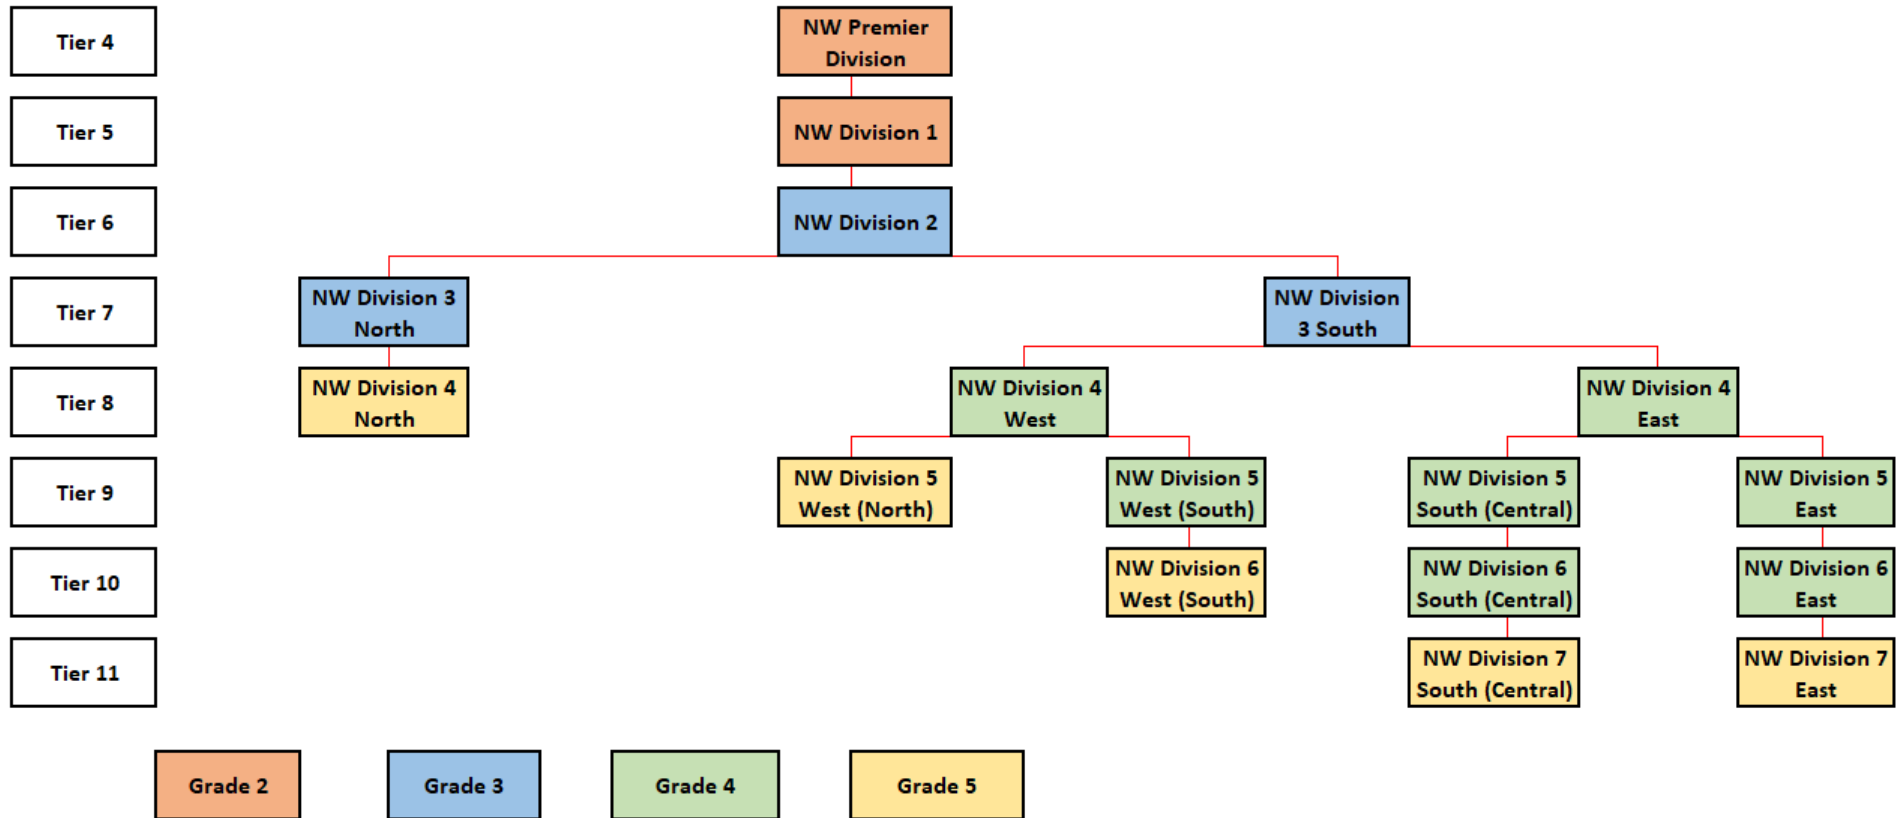 Tier 4
NW Premier
Division
Tier 5
NW Division 1
Tier 6
NW Division 2
Tier 7
NW Division 3
North
NW Division
3 South
Tier 8
NW Division 4
North
NW Division 4
West
NW Division 4
East
Tier 9
NW Division 5
West (North)
NW Division 5
West (South)
NW Division 5
South (Central)
NW Division 5
East
Tier 10
NW Division 6
West (South)
NW Division 6
South (Central)
NW Division 6
East
Tier 11
NW Division 7
South (Central)
NW Division 7
East
Grade 2
Grade 3
Grade 4
Grade 5